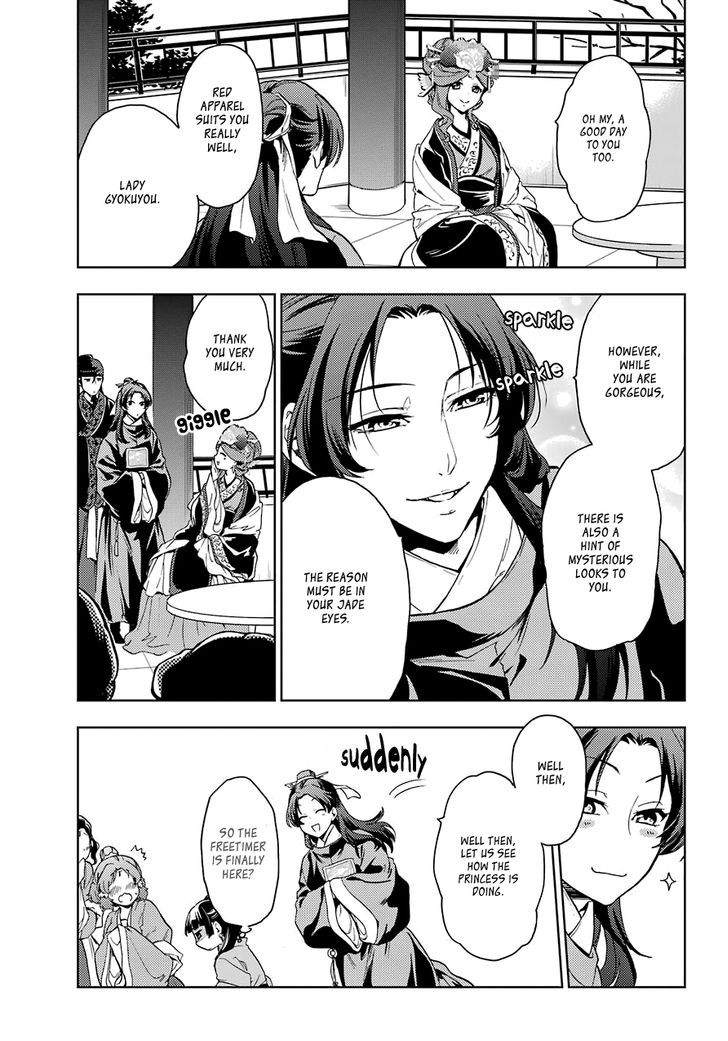 OH MY, A
GOOD DAY
TO YOU
TOO.
RED
APPAREL
SUITS YOU
REALLY
WELL,
LADY
GYOKUYOU.
sparkle
sparkle
HOWEVER,
WHILE
YOU ARE
GORGEOUS,
THERE IS
ALSO A
HINT OF
MYSTERIOUS
LOOKS TO
YOU.
THE REASON
MUST BE IN
YOUR JADE
EYES.
THANK
YOU VERY
MUCH.
giggle
WELL
THEN,
WELL THEN,
LET US SEE
HOW THE
PRINCESS IS
DOING.
suddenly
SO THE
FREETIMER
IS FINALLY
HERE?